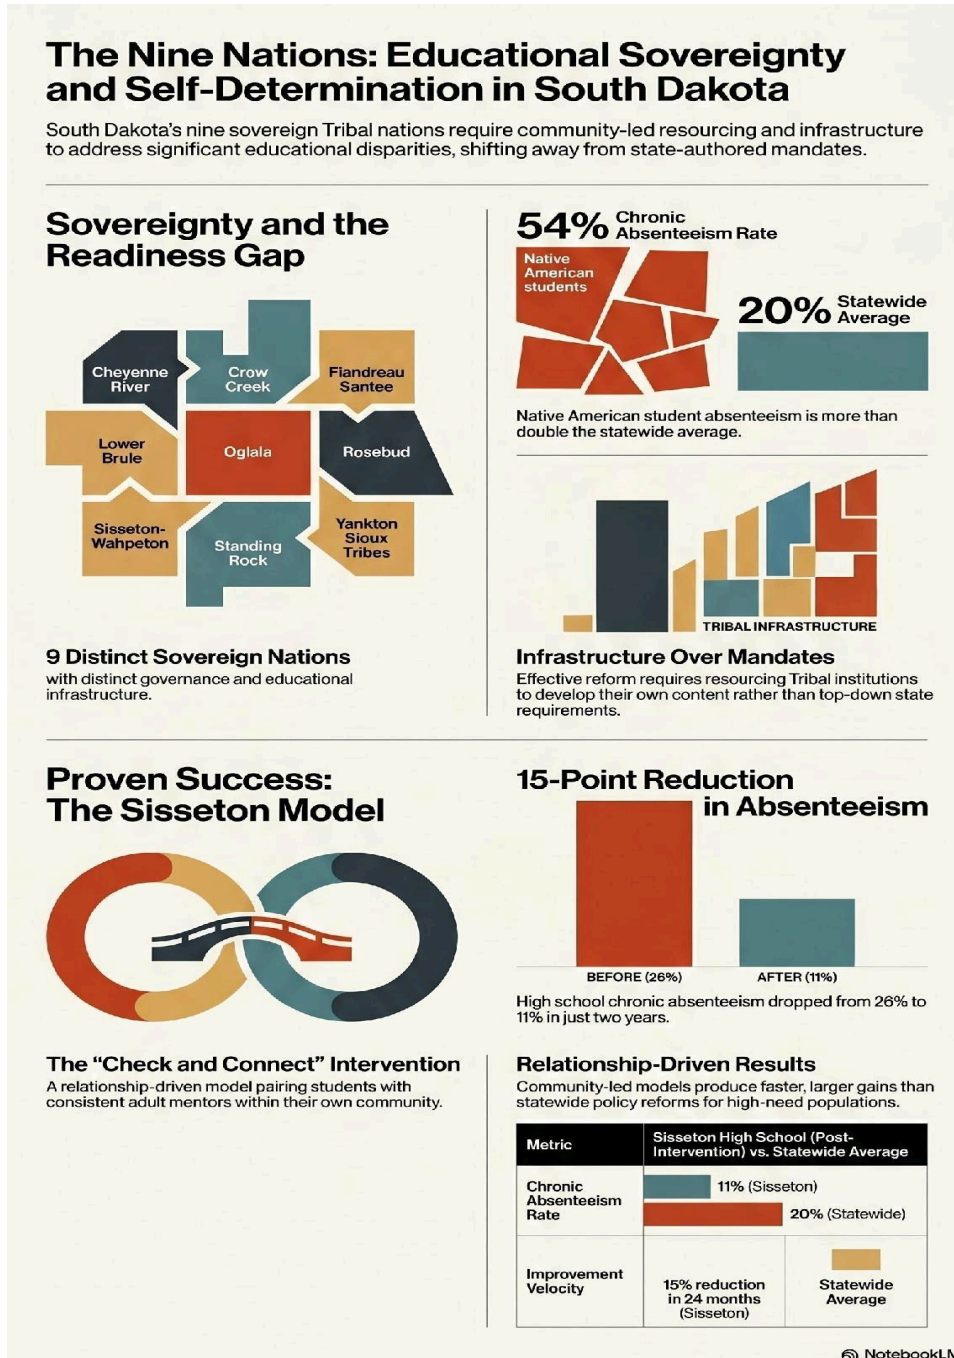 The Nine Nations: Educational Sovereignty
and Self-Determination in South Dakota
South Dakota's nine sovereign Tribal nations require community-led resourcing and infrastructure
to address significant educational disparities, shifting away from state-authored mandates.
Sovereignty and the
Readiness Gap
Cheyenne
River
Crow
Creek
Flandreau
Santee
Lower
Brule
Oglala
Rosebud
Sisseton-
Wahpeton
Standing
Rock
Yankton
Sioux
Tribes
9 Distinct Sovereign Nations
with distinct governance and educational
infrastructure.
54% Chronic
Absenteeism Rate
Native
American
students
20% Statewide
Average
Native American student absenteeism is more than
double the statewide average.
TRIBAL INFRASTRUCTURE
Infrastructure Over Mandates
Effective reform requires resourcing Tribal institutions
to develop their own content rather than top-down state
requirements.
Proven Success:
The Sisseton Model
The "Check and Connect" Intervention
A relationship-driven model pairing students with
consistent adult mentors within their own community.
15-Point Reduction
in Absenteeism
BEFORE (26%)
AFTER (11%)
High school chronic absenteeism dropped from 26% to
11% in just two years.
Relationship-Driven Results
Community-led models produce faster, larger gains than
statewide policy reforms for high-need populations.
Metric
Sisseton High School (Post-
Intervention) vs. Statewide Average
Chronic
Absenteeism
Rate
11% (Sisseton)
20% (Statewide)
Improvement
Velocity
15% reduction
in 24 months
(Sisseton)
Statewide
Average
NotebookLM